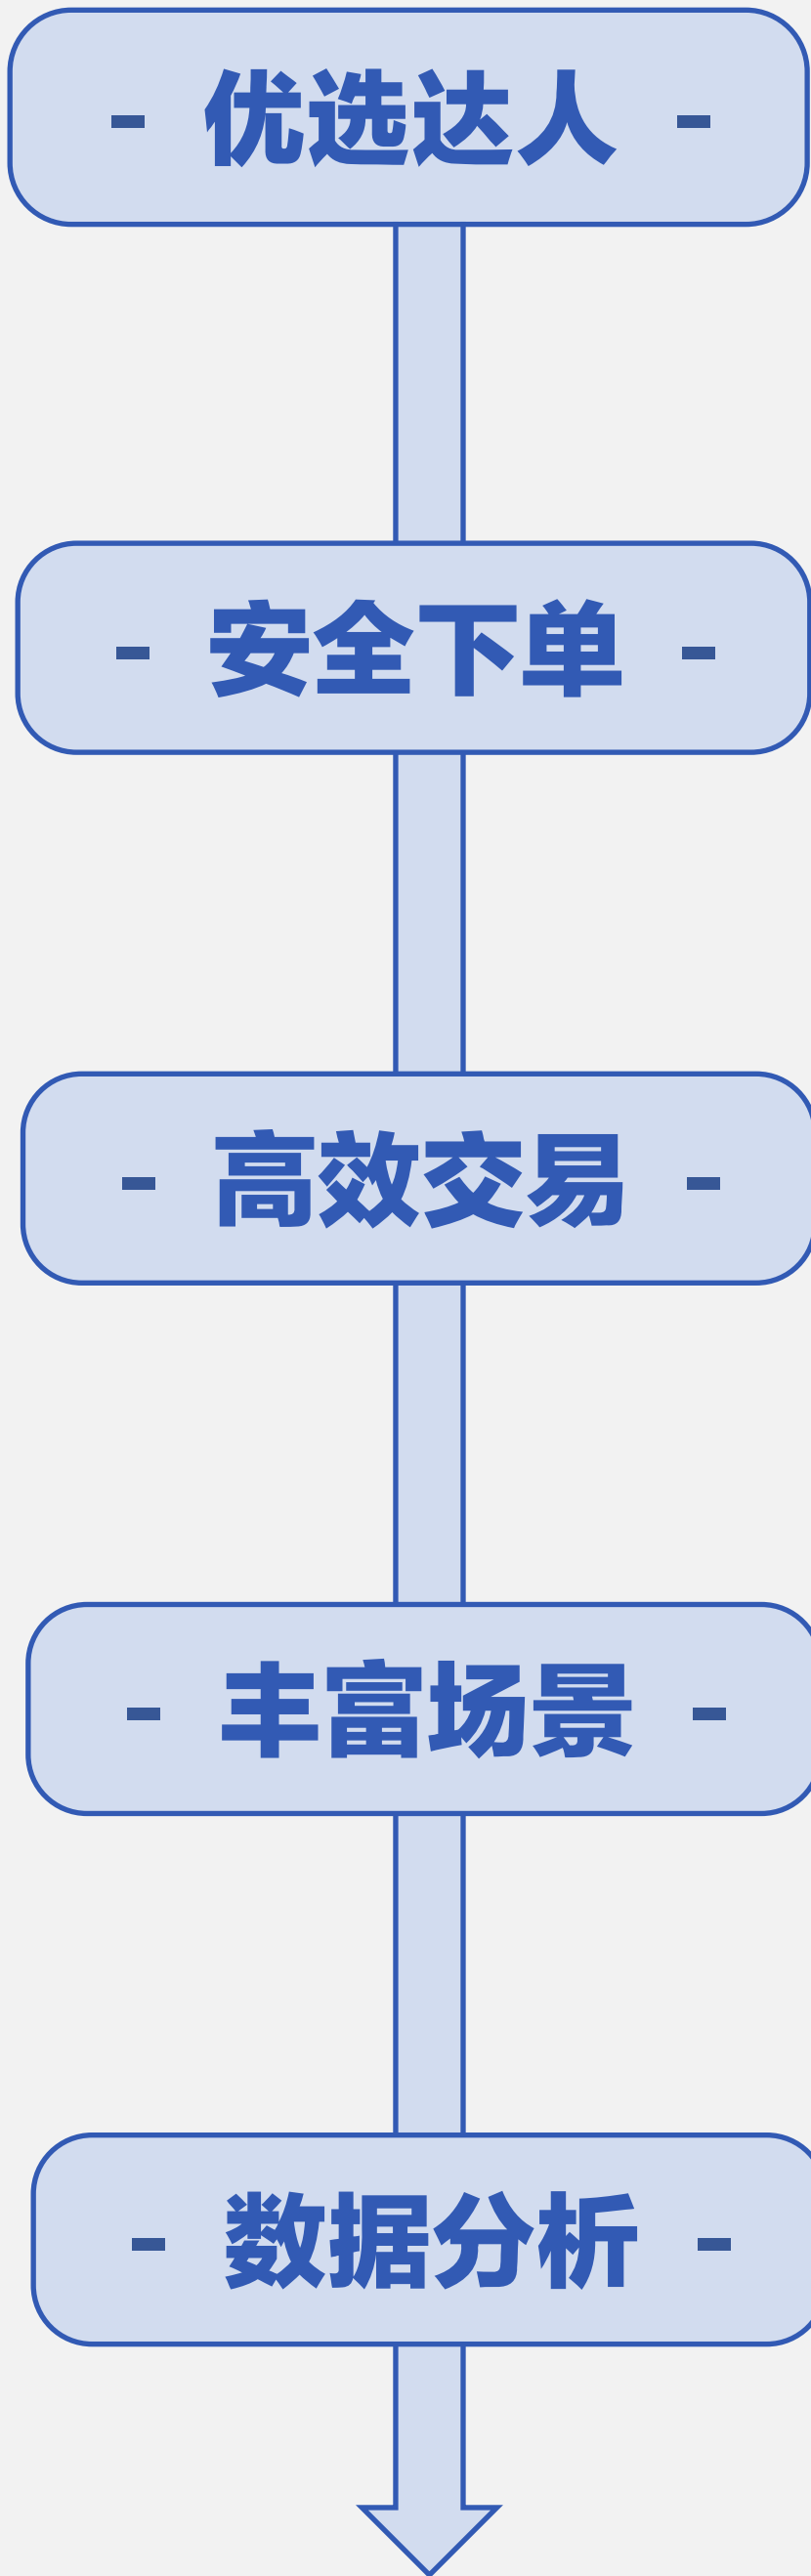 - 优选达人 -
- 安全下单 -
- 高效交易 -
- 丰富场景 -
- 数据分析 -